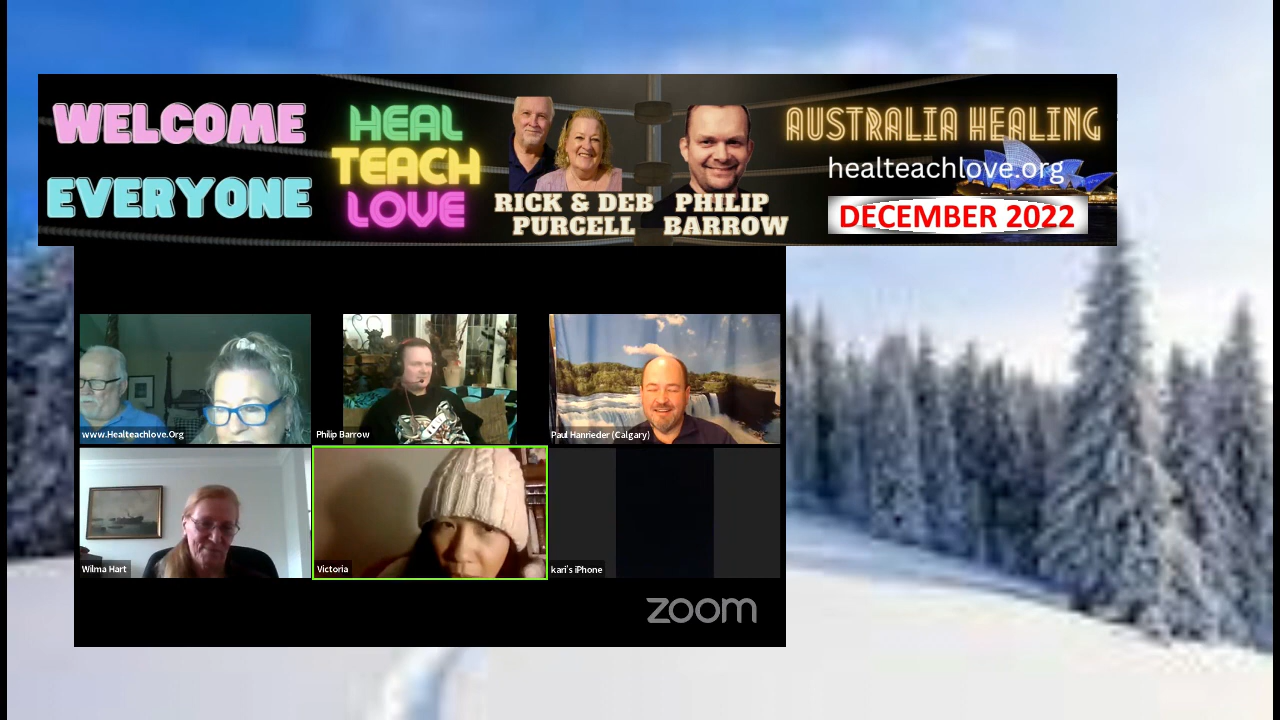 WELCOME
EVERYONE
HEAL
TEACH
LOVE
RICK & DEB
PURCELL
PHILIP
BARROW
AUSTRALIA HEALING
healteachlove.org
DECEMBER 2022
www.Healteachlove.Org
Philip Barrow
Paul Hanrieder (Calgary)
Wilma Hart
Victoria
kari's iPhone
zoom